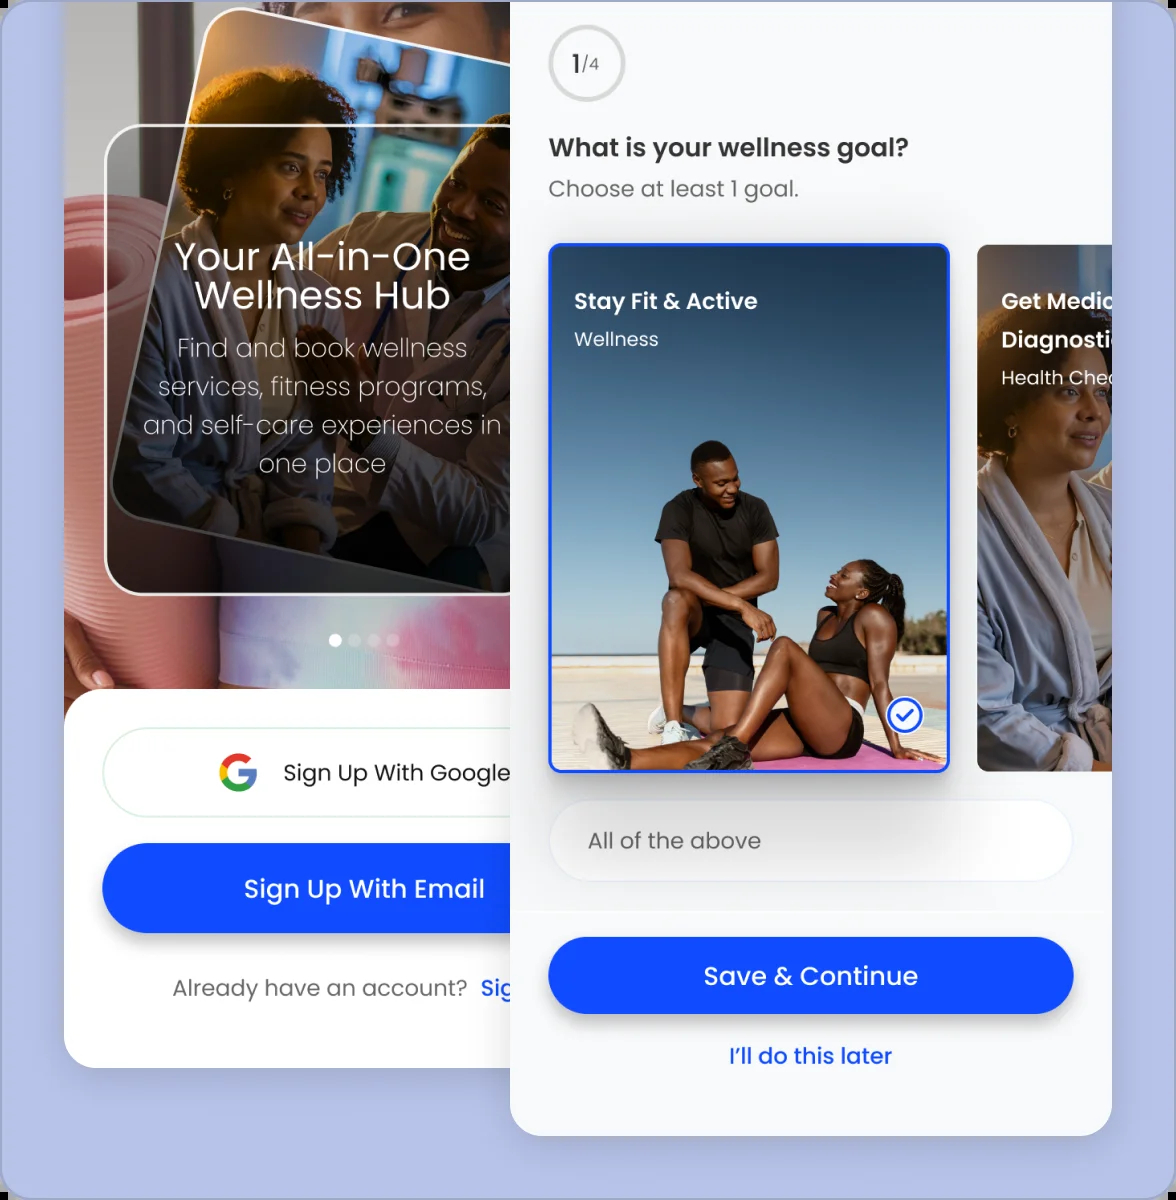 Your All-in-One
Wellness Hub
Find and book wellness
services, fitness programs,
and self-care experiences in
one place
Sign Up With Google
Sign Up With Email
Already have an account? Sig
1/4
What is your wellness goal?
Choose at least 1 goal.
Stay Fit & Active
Wellness
Get Medic
Diagnosti
Health Chec
All of the above
Save & Continue
I’ll do this later